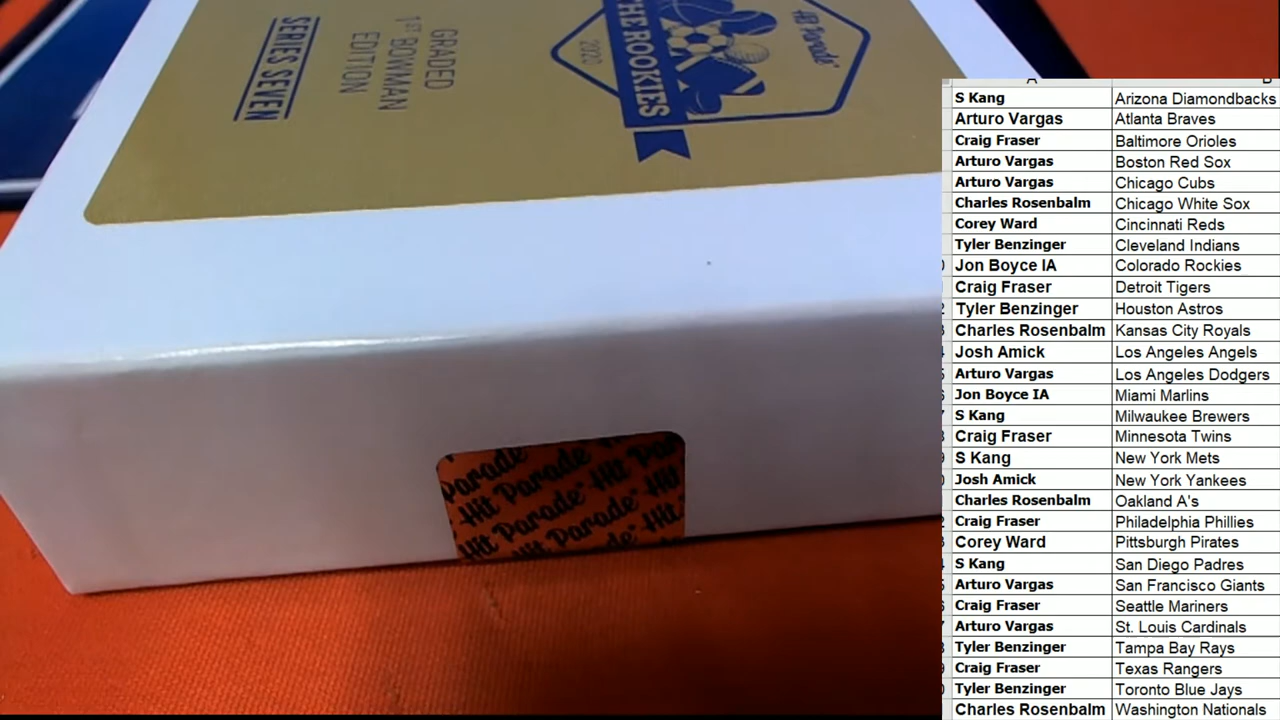 SERIES SEVEN
GRADED
1ST BOWMAN
EDITION
2020
THE ROOKIES
Hit Parade
Parade Hit Parade
Hit Parade Hit Parade
Hit Parade Hit
A
B
S Kang Arizona Diamondbacks
Arturo Vargas Atlanta Braves
Craig Fraser Baltimore Orioles
Arturo Vargas Boston Red Sox
Arturo Vargas Chicago Cubs
Charles Rosenbalm Chicago White Sox
Corey Ward Cincinnati Reds
Tyler Benzinger Cleveland Indians
Jon Boyce IA Colorado Rockies
Craig Fraser Detroit Tigers
Tyler Benzinger Houston Astros
Charles Rosenbalm Kansas City Royals
Josh Amick Los Angeles Angels
Arturo Vargas Los Angeles Dodgers
Jon Boyce IA Miami Marlins
S Kang Milwaukee Brewers
Craig Fraser Minnesota Twins
S Kang New York Mets
Josh Amick New York Yankees
Charles Rosenbalm Oakland A's
Craig Fraser Philadelphia Phillies
Corey Ward Pittsburgh Pirates
S Kang San Diego Padres
Arturo Vargas San Francisco Giants
Craig Fraser Seattle Mariners
Arturo Vargas St. Louis Cardinals
Tyler Benzinger Tampa Bay Rays
Craig Fraser Texas Rangers
Tyler Benzinger Toronto Blue Jays
Charles Rosenbalm Washington Nationals